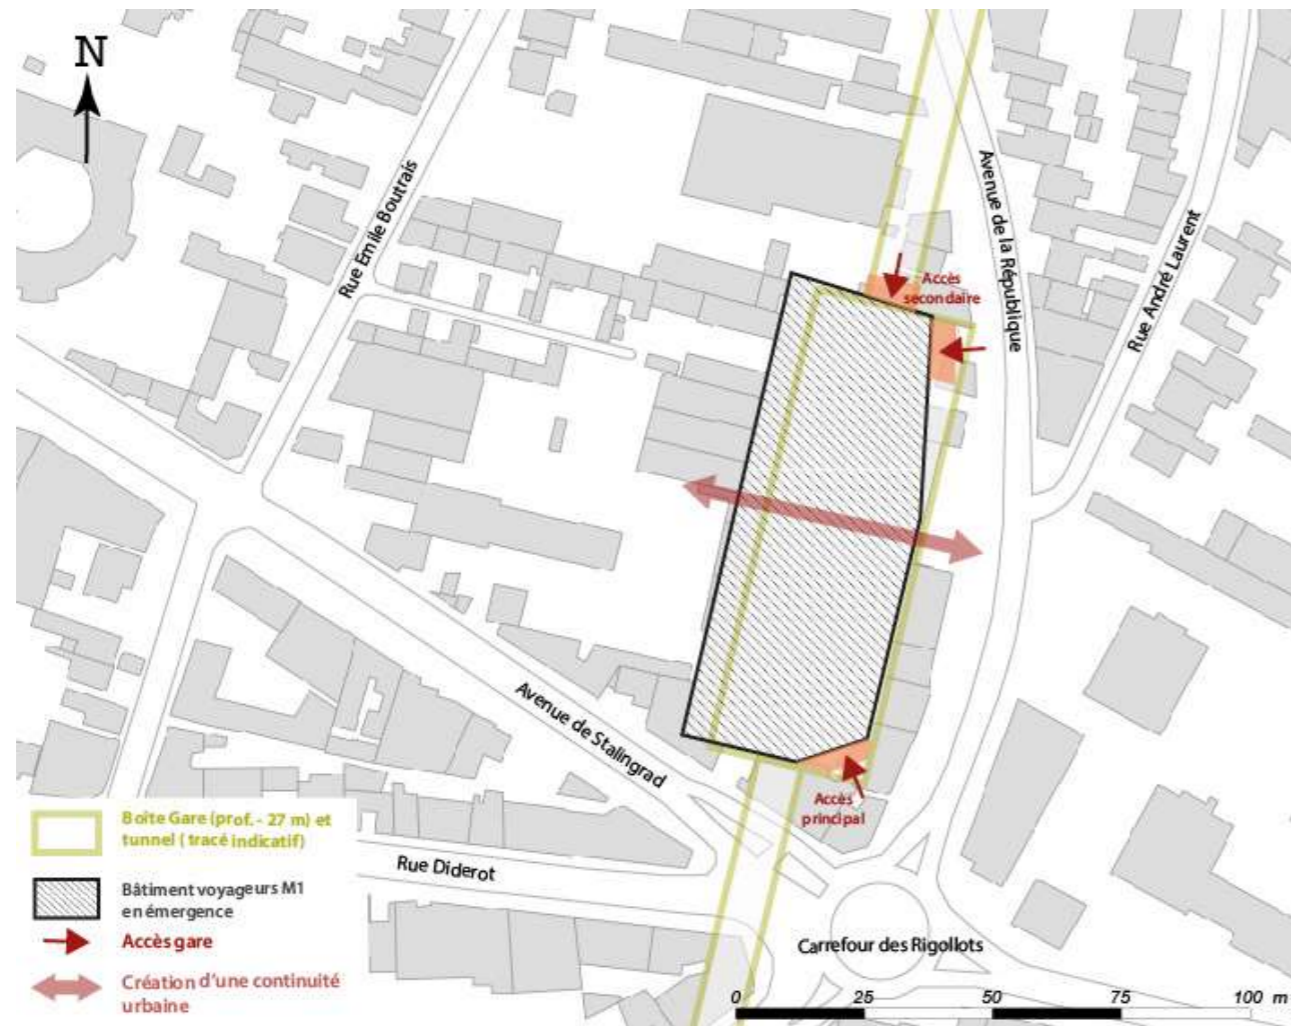 N
Rue Emile Boutrais
Avenue de la République
Rue André Laurent
Accès
secondaire
Avenue de Stalingrad
Accès
principal
Boîte Gare (prof. - 27 m) et
tunnel ( tracé indicatif)
Rue Diderot
Bâtiment voyageurs M1
en émergence
Accès gare
Carrefour des Rigollots
Création d'une continuité
urbaine
0 25 50 75 100 m